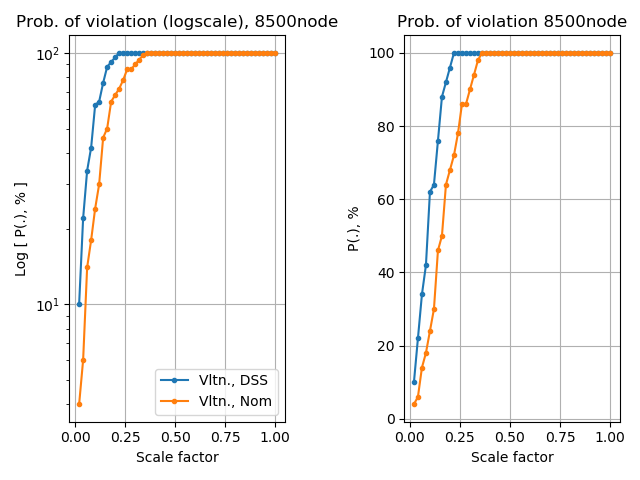 Prob. of violation (logscale), 8500node
Log [ P(.), % ]
10²
10¹
Vltn., DSS
Vltn., Nom
0.00 0.25 0.50 0.75 1.00
Scale factor
Prob. of violation 8500node
P(.), %
100
80
60
40
20
0
0.00 0.25 0.50 0.75 1.00
Scale factor